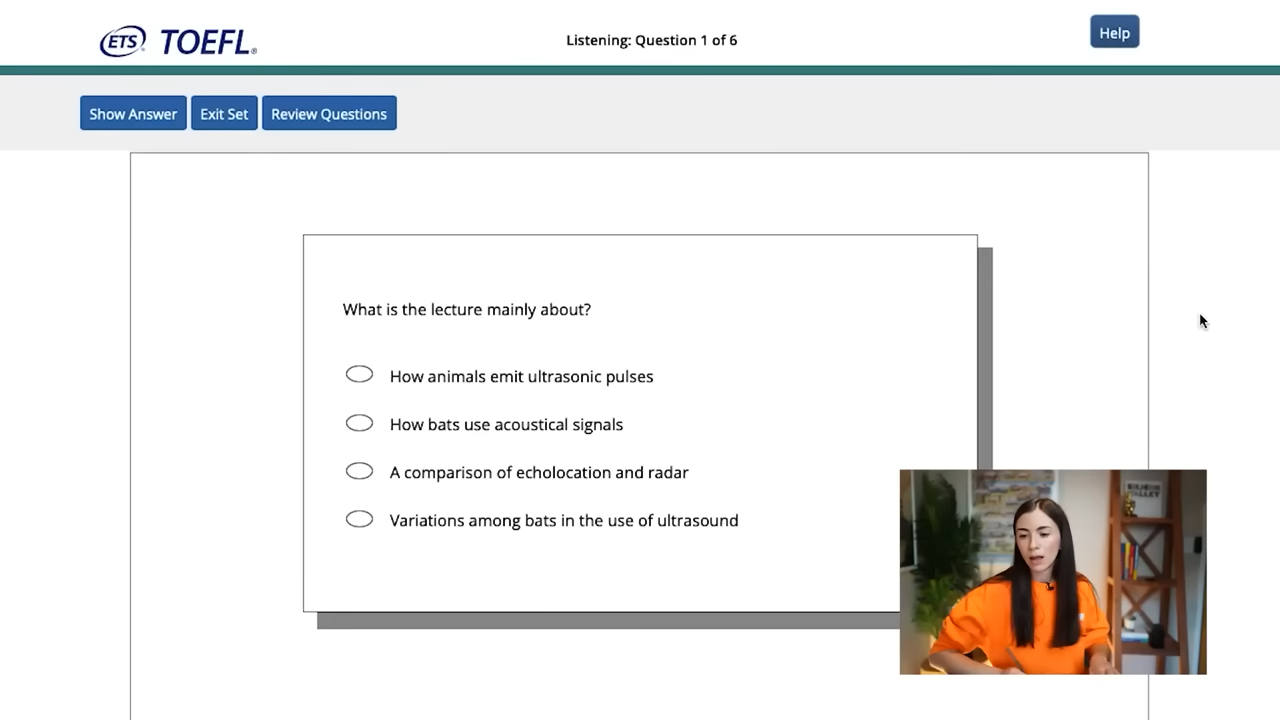 ETS TOEFL®
Listening: Question 1 of 6
Help
Show Answer
Exit Set
Review Questions
What is the lecture mainly about?
How animals emit ultrasonic pulses
How bats use acoustical signals
A comparison of echolocation and radar
Variations among bats in the use of ultrasound
VALLEY